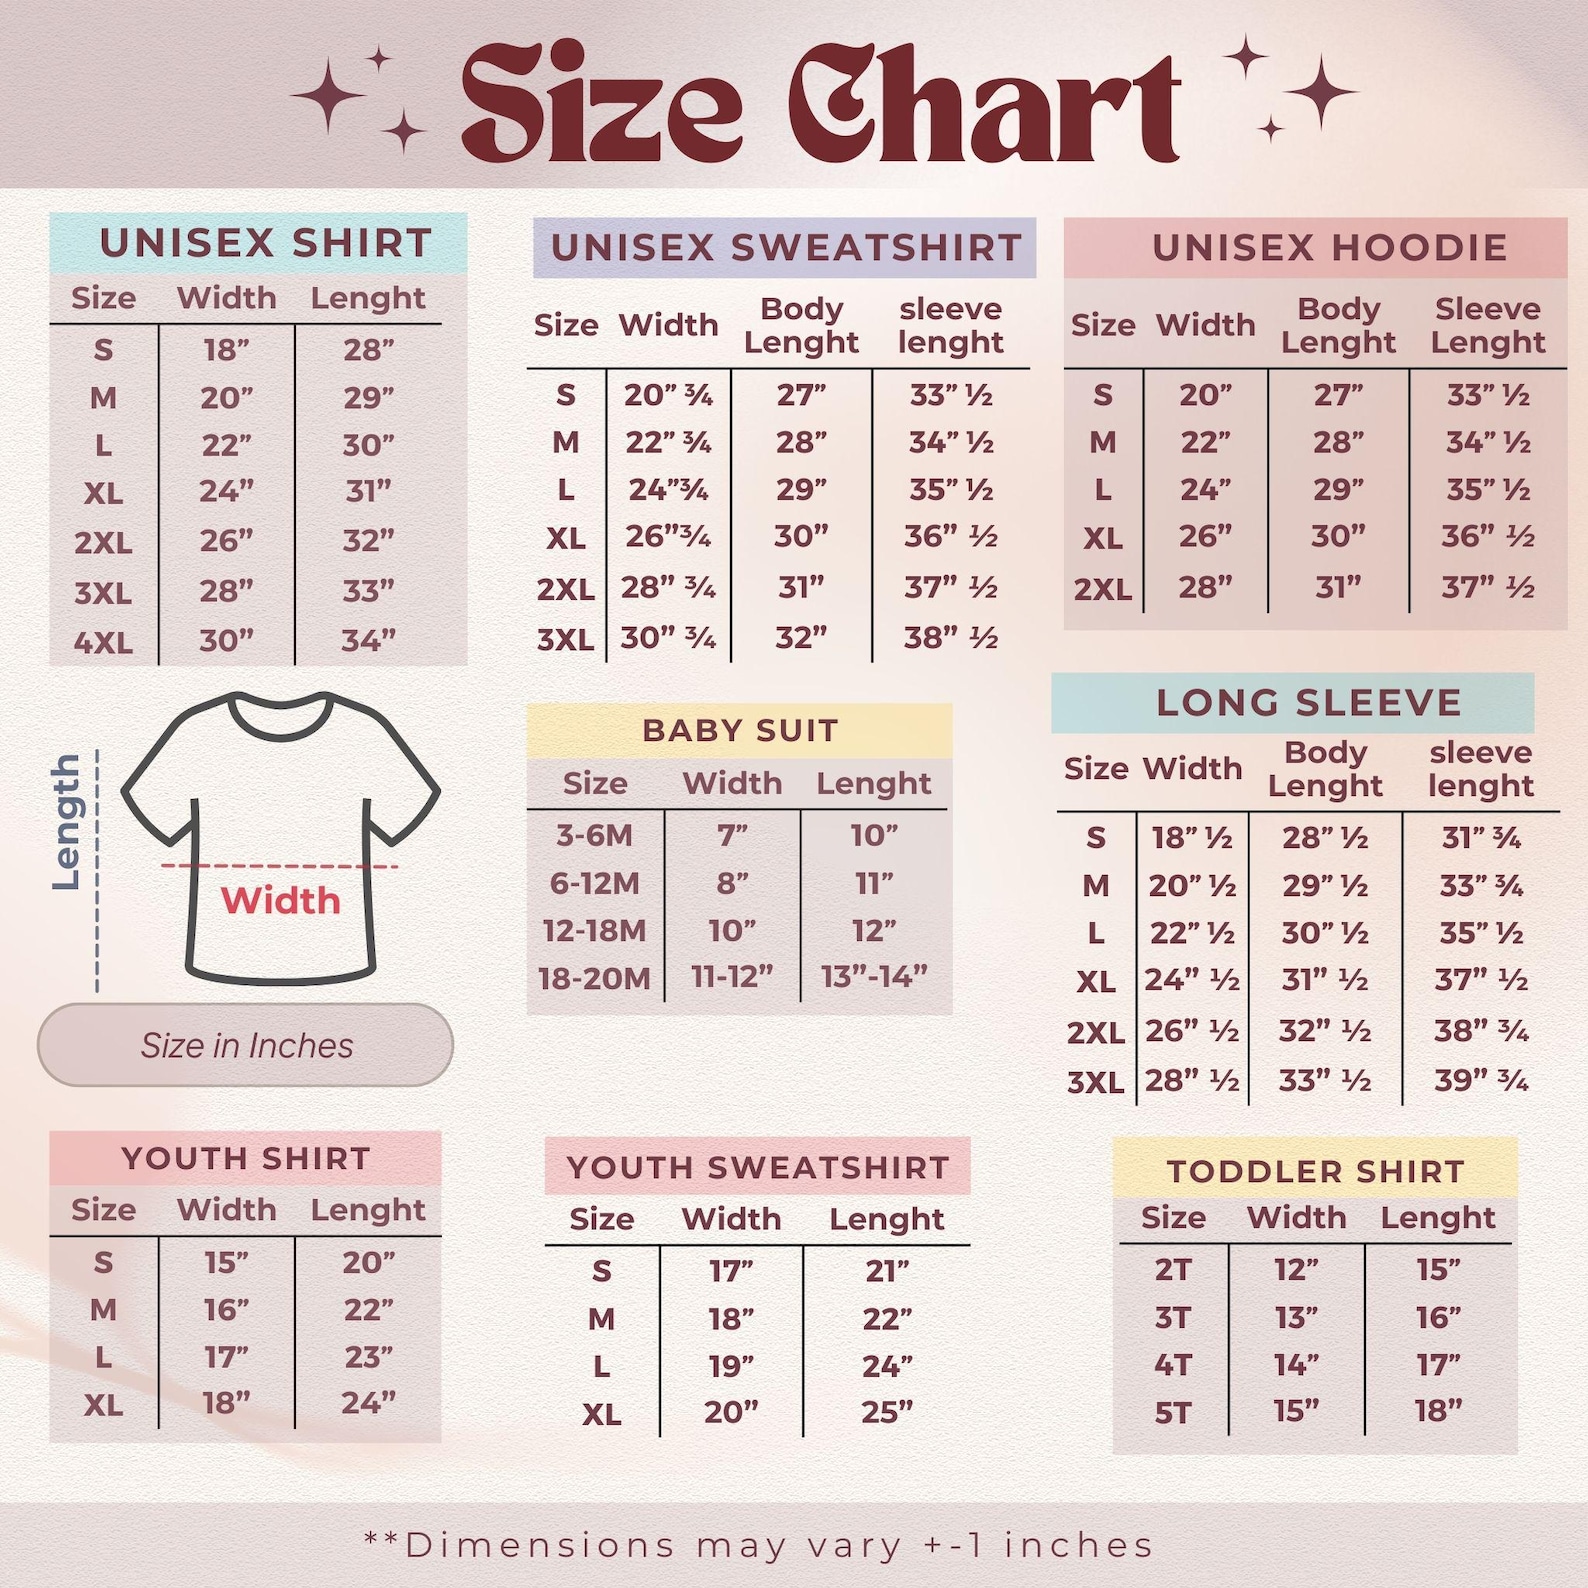 Size Chart
UNISEX SHIRT
Size Width Lenght
S 18” 28”
M 20” 29”
L 22” 30”
XL 24” 31”
2XL 26” 32”
3XL 28” 33”
4XL 30” 34”
UNISEX SWEATSHIRT
Size Width Body Lenght sleeve lenght
S 20” ¾ 27” 33” ½
M 22” ¾ 28” 34” ½
L 24”¾ 29” 35” ½
XL 26”¾ 30” 36” ½
2XL 28” ¾ 31” 37” ½
3XL 30” ¾ 32” 38” ½
UNISEX HOODIE
Size Width Body Lenght Sleeve Lenght
S 20” 27” 33” ½
M 22” 28” 34” ½
L 24” 29” 35” ½
XL 26” 30” 36” ½
2XL 28” 31” 37” ½
Length
Width
Size in Inches
BABY SUIT
Size Width Lenght
3-6M 7” 10”
6-12M 8” 11”
12-18M 10” 12”
18-20M 11-12” 13”-14”
LONG SLEEVE
Size Width Body Lenght sleeve lenght
S 18” ½ 28” ½ 31” ¾
M 20” ½ 29” ½ 33” ¾
L 22” ½ 30” ½ 35” ½
XL 24” ½ 31” ½ 37” ½
2XL 26” ½ 32” ½ 38” ¾
3XL 28” ½ 33” ½ 39” ¾
YOUTH SHIRT
Size Width Lenght
S 15” 20”
M 16” 22”
L 17” 23”
XL 18” 24”
YOUTH SWEATSHIRT
Size Width Lenght
S 17” 21”
M 18” 22”
L 19” 24”
XL 20” 25”
TODDLER SHIRT
Size Width Lenght
2T 12” 15”
3T 13” 16”
4T 14” 17”
5T 15” 18”
**Dimensions may vary +-1 inches